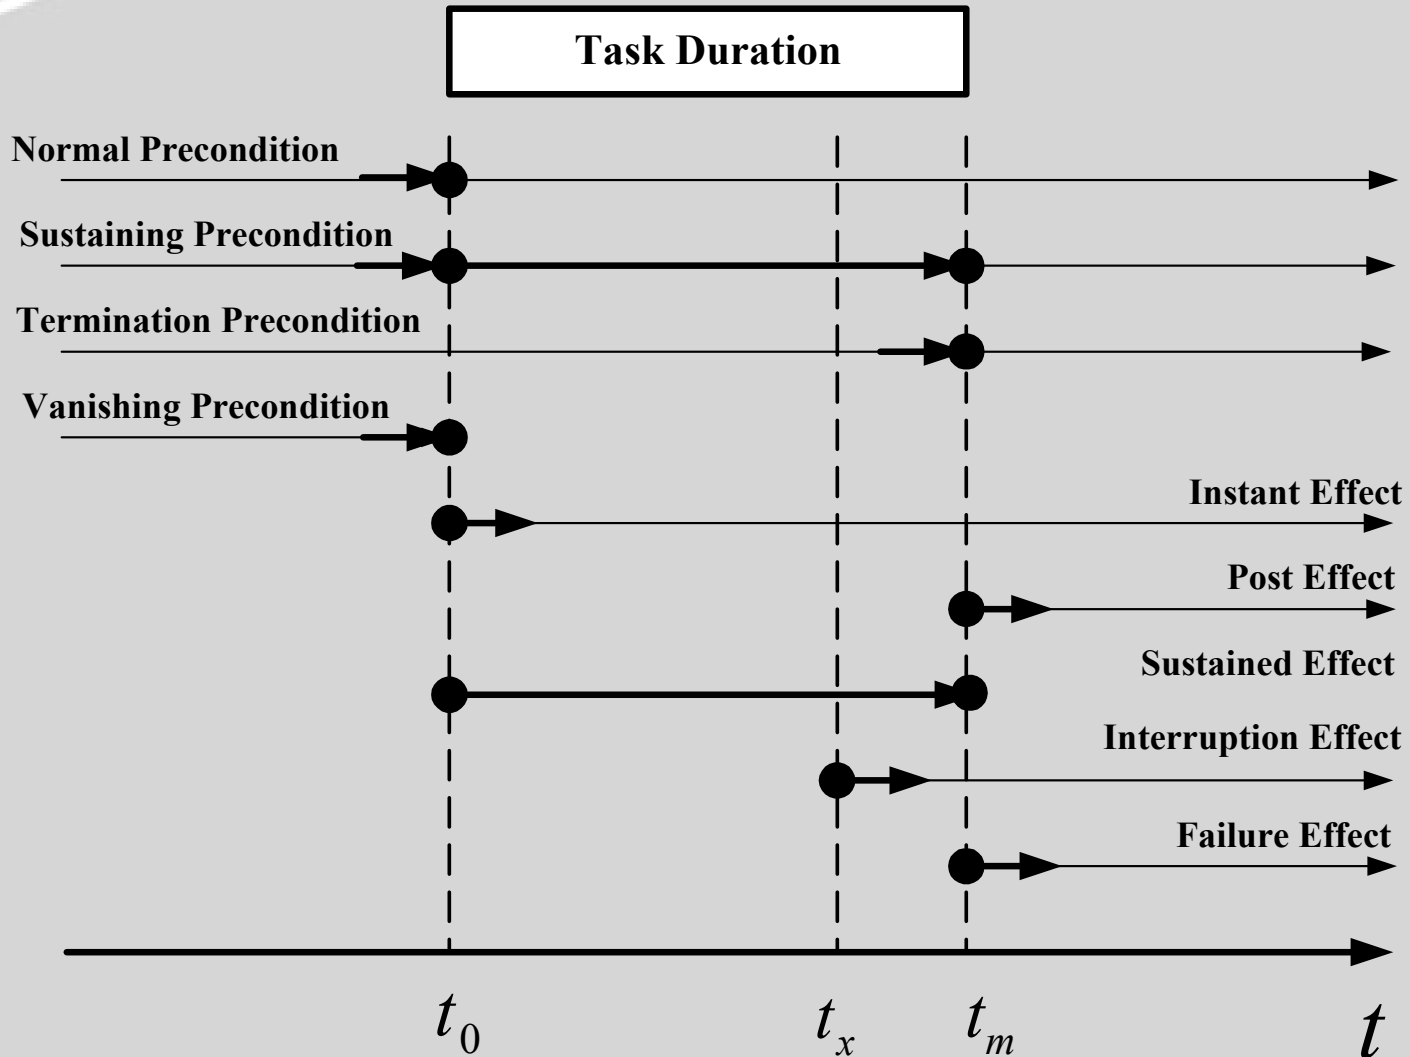 Task Duration
Normal Precondition
Sustaining Precondition
Termination Precondition
Vanishing Precondition
Instant Effect
Post Effect
Sustained Effect
Interruption Effect
Failure Effect
t₀ tₓ tₘ t